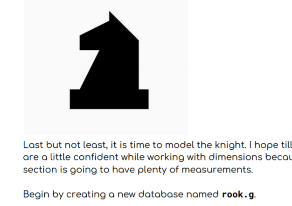 Last but not least, it is time to model the knight. I hope till
are a little confident while working with dimensions becau
section is going to have plenty of measurements.
Begin by creating a new database named rook.g.